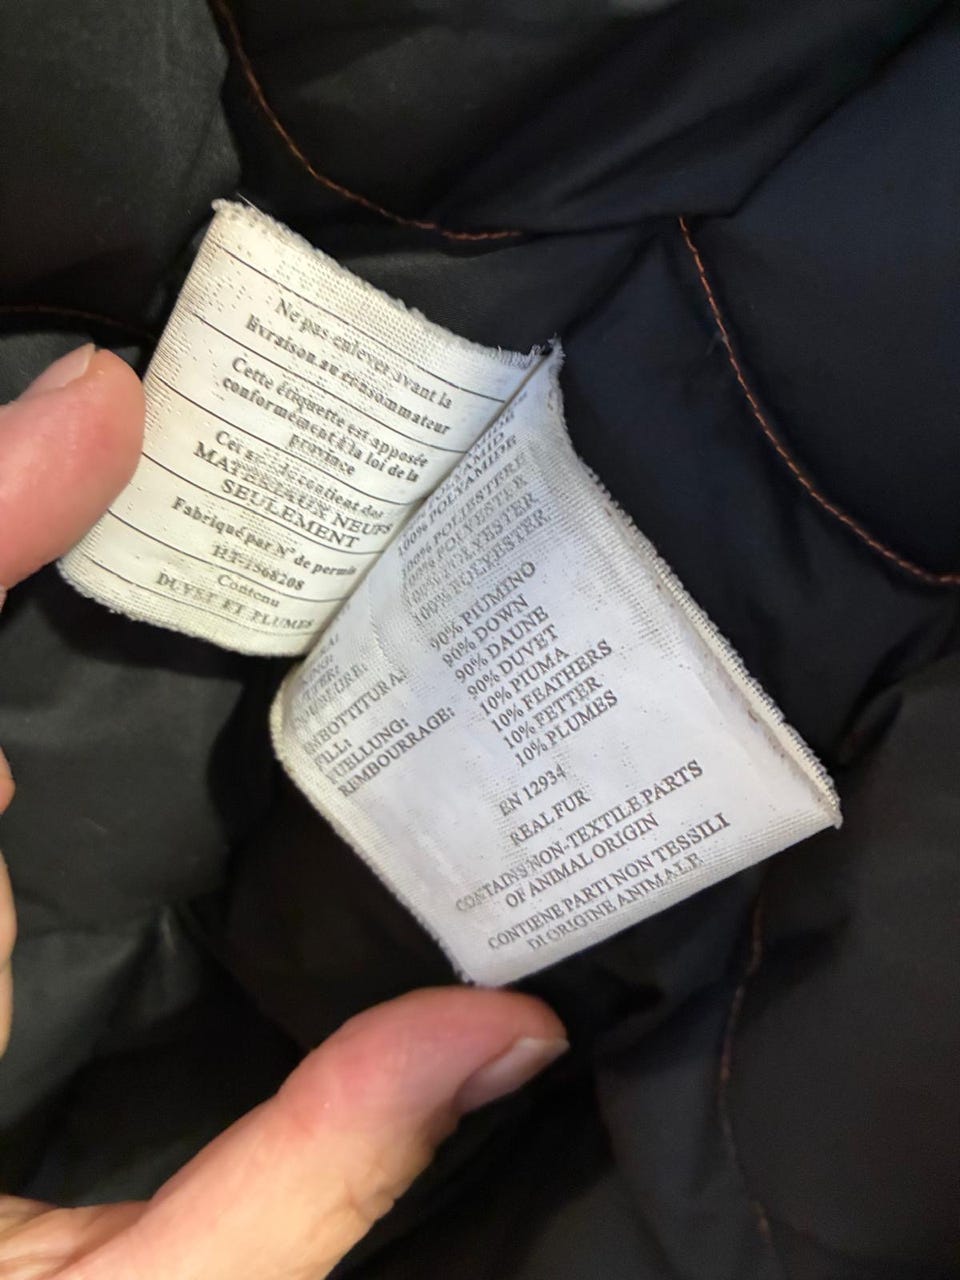 Ne pas enlever avant la
livraison au consommateur
Cette étiquette est apposée
conformément à la loi de la
province
Cet article contient des
MATÉRIAUX NEUFS
SEULEMENT
Fabriqué par N° de permis
Contenu
DUVET ET PLUMES
100% POLYAMIDE
100% POLIESTERE
100% POLYESTER
100% POLYESTER
100% POLYESTER
90% PIUMINO
90% DOWN
90% DAUNE
90% DUVET
10% PIUMA
10% FEATHERS
10% FETTER
10% PLUMES
IMBOTTITURA:
FILL:
FUELLUNG:
REMBOURRAGE:
EN 12934
REAL FUR
CONTAINS NON-TEXTILE PARTS
OF ANIMAL ORIGIN
CONTIENE PARTI NON TESSILI
DI ORIGINE ANIMALE